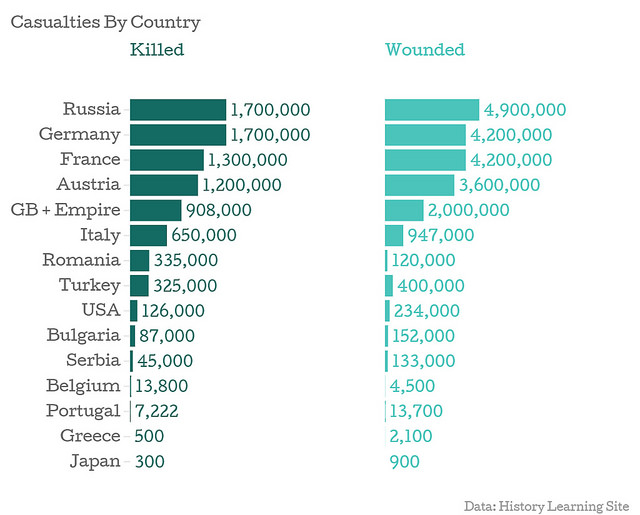 Casualties By Country
Killed Wounded
Russia 1,700,000 4,900,000
Germany 1,700,000 4,200,000
France 1,300,000 4,200,000
Austria 1,200,000 3,600,000
GB + Empire 908,000 2,000,000
Italy 650,000 947,000
Romania 335,000 120,000
Turkey 325,000 400,000
USA 126,000 234,000
Bulgaria 87,000 152,000
Serbia 45,000 133,000
Belgium 13,800 4,500
Portugal 7,222 13,700
Greece 500 2,100
Japan 300 900
Data: History Learning Site